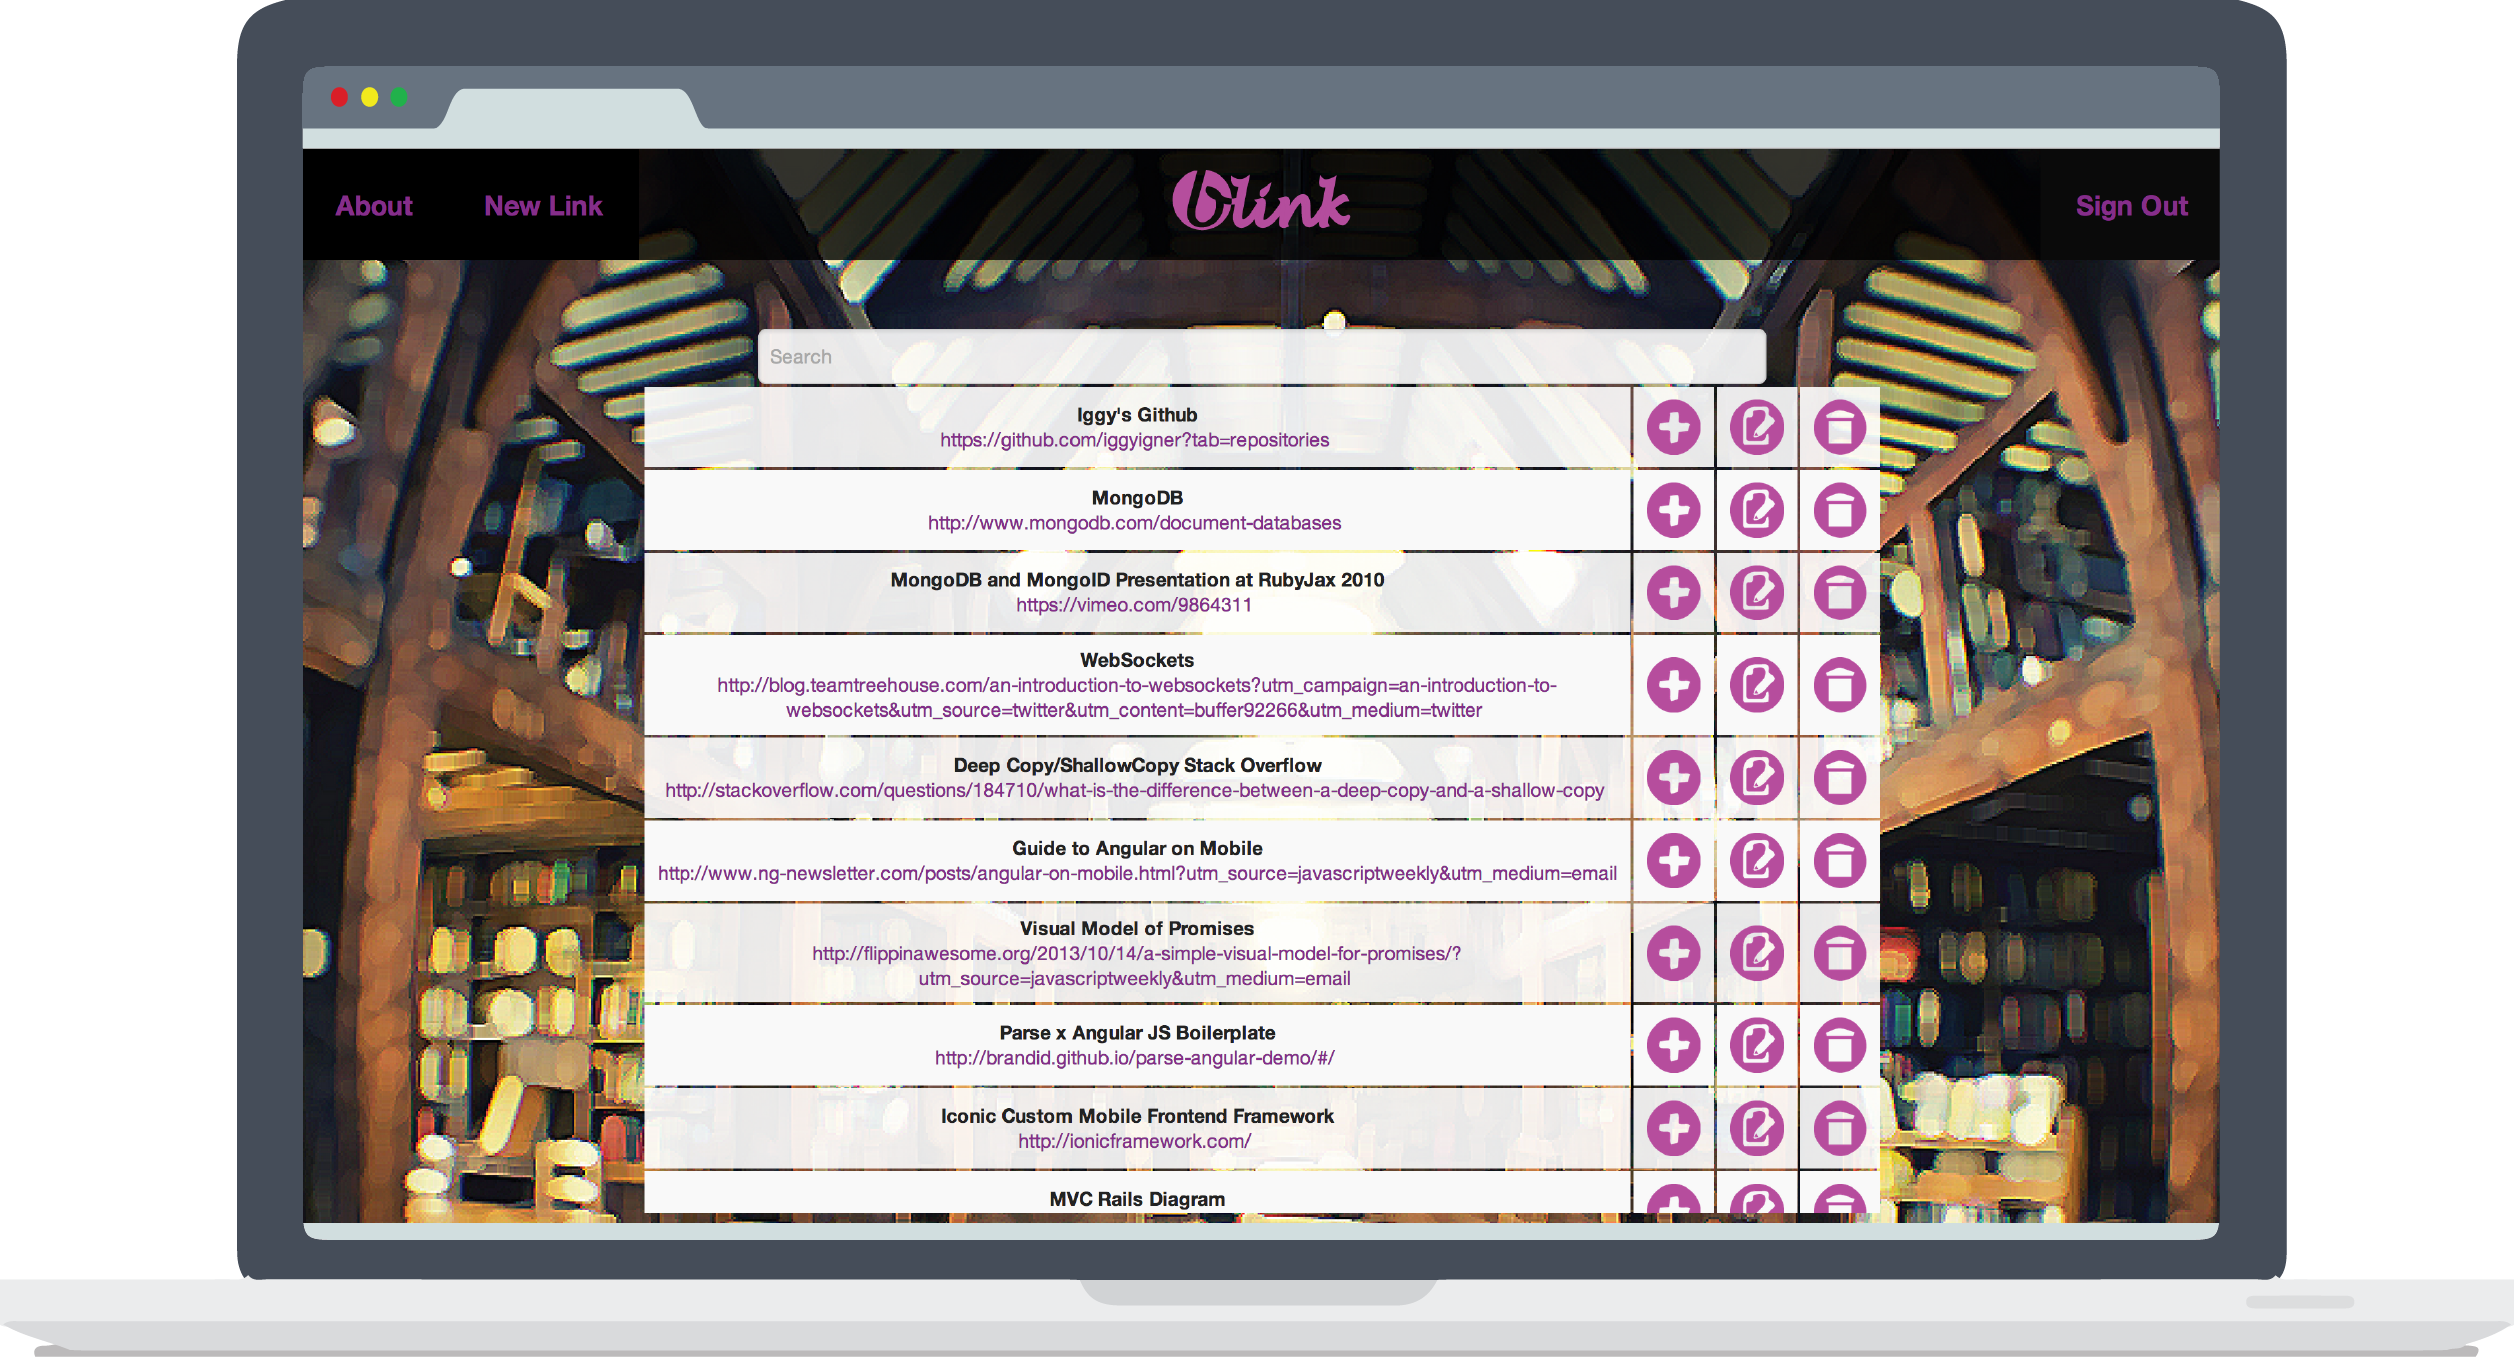 About
New Link
blink
Sign Out
Search
Iggy's Github
https://github.com/iggyigner?tab=repositories
MongoDB
http://www.mongodb.com/document-databases
MongoDB and MongoID Presentation at RubyJax 2010
https://vimeo.com/9864311
WebSockets
http://blog.teamtreehouse.com/an-introduction-to-websockets?utm_campaign=an-introduction-to-
websockets&utm_source=twitter&utm_content=buffer92266&utm_medium=twitter
Deep Copy/ShallowCopy Stack Overflow
http://stackoverflow.com/questions/184710/what-is-the-difference-between-a-deep-copy-and-a-shallow-copy
Guide to Angular on Mobile
http://www.ng-newsletter.com/posts/angular-on-mobile.html?utm_source=javascriptweekly&utm_medium=email
Visual Model of Promises
http://flippinawesome.org/2013/10/14/a-simple-visual-model-for-promises/?
utm_source=javascriptweekly&utm_medium=email
Parse x Angular JS Boilerplate
http://brandid.github.io/parse-angular-demo/#/
Iconic Custom Mobile Frontend Framework
http://ionicframework.com/
MVC Rails Diagram